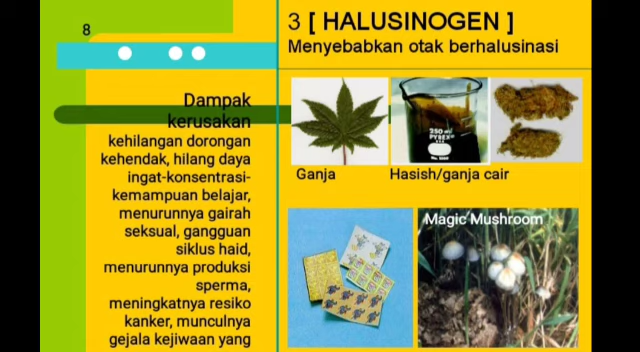 8
3 [ HALUSINOGEN ]
Menyebabkan otak berhalusinasi
Dampak
kerusakan
kehilangan dorongan
kehendak, hilang daya
ingat-konsentrasi-
kemampuan belajar,
menurunnya gairah
seksual, gangguan
siklus haid,
menurunnya produksi
sperma,
meningkatnya resiko
kanker, munculnya
gejala kejiwaan yang
250 ml
PYREX
No. 1000
Ganja
Hasish/ganja cair
Magic Mushroom